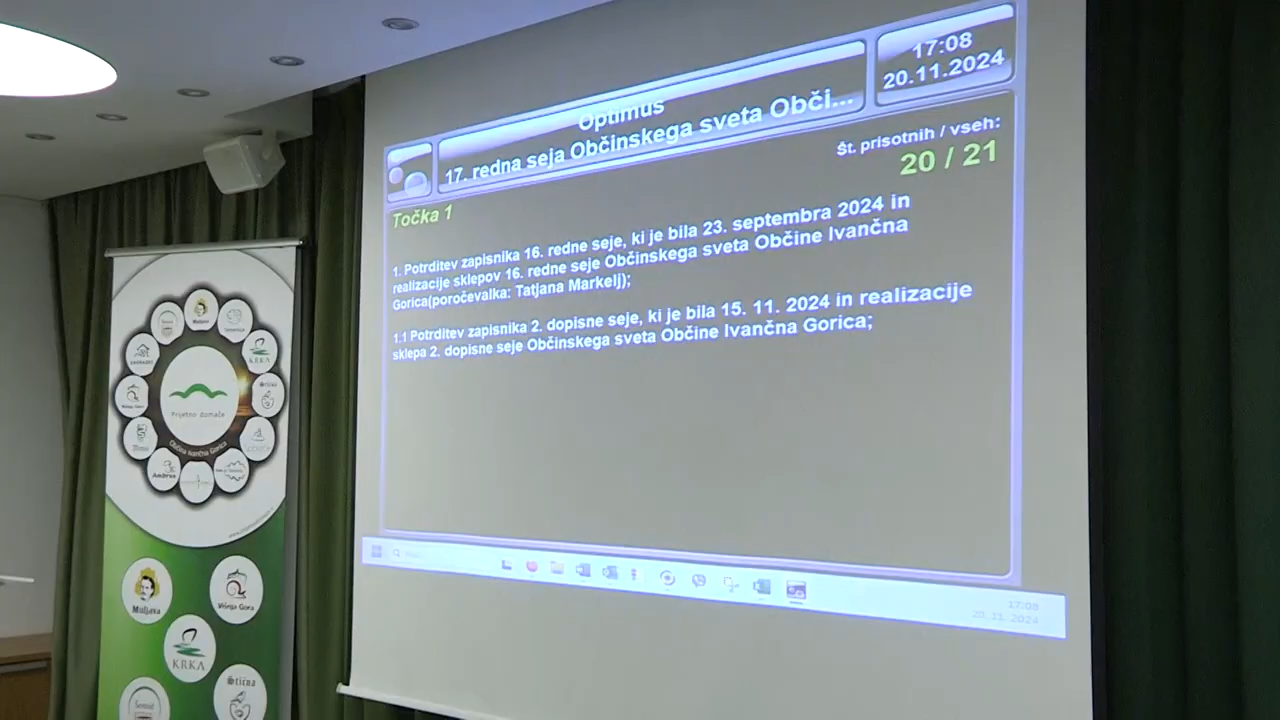 Optimus
17. redna seja Občinskega sveta Obči...
17:08
20.11.2024
Št. prisotnih / vseh:
20 / 21
Točka 1
1. Potrditev zapisnika 16. redne seje, ki je bila 23. septembra 2024 in
realizacije sklepov 16. redne seje Občinskega sveta Občine Ivančna
Gorica(poročevalka: Tatjana Markelj);
1.1 Potrditev zapisnika 2. dopisne seje, ki je bila 15. 11. 2024 in realizacije
sklepa 2. dopisne seje Občinskega sveta Občine Ivančna Gorica;
17:08
20. 11. 2024
Muljava
KRKA
Stična
Prijetno domače
Občina Ivančna Gorica
Ambrus
Muljava
Višnja Gora
KRKA
Stična